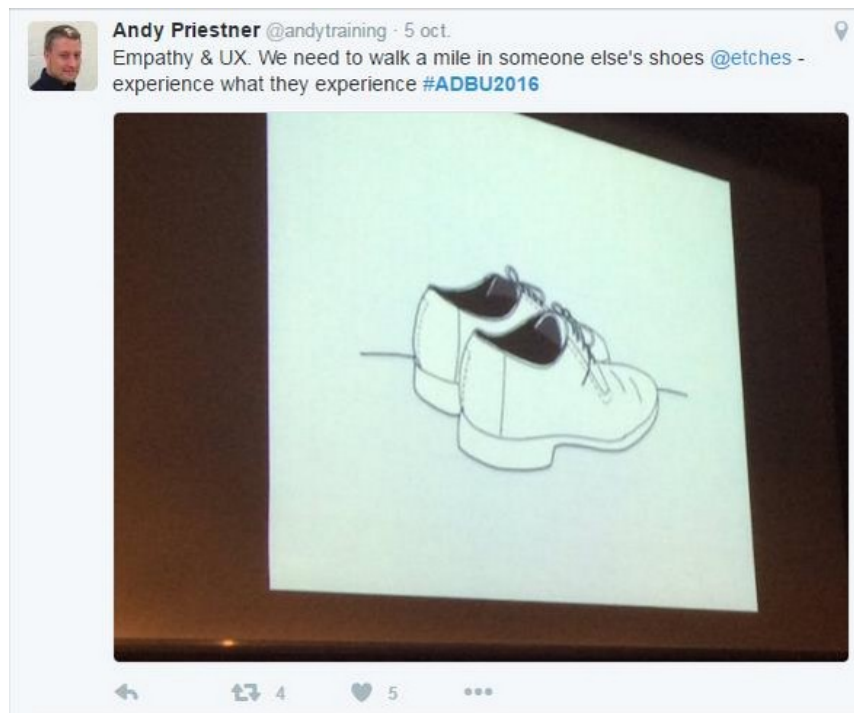 Andy Priestner @andytraining · 5 oct.
Empathy & UX. We need to walk a mile in someone else's shoes @etches -
experience what they experience #ADBU2016
4 5